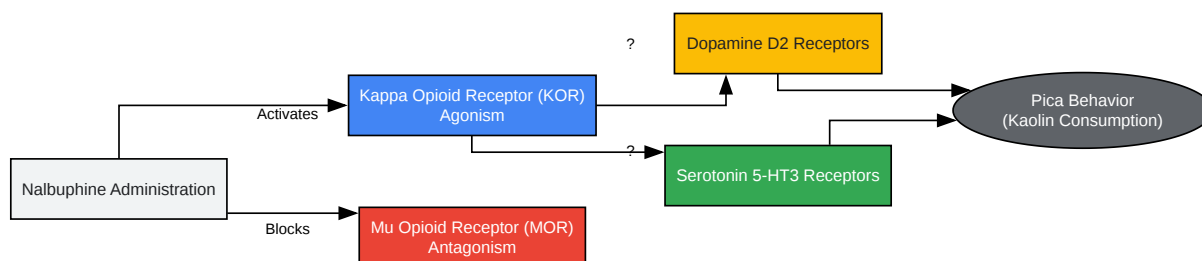 ?
Dopamine D2 Receptors
Kappa Opioid Receptor (KOR)
Agonism
Activates
Pica Behavior
(Kaolin Consumption)
?
Serotonin 5-HT3 Receptors
Nalbuphine Administration
Blocks
Mu Opioid Receptor (MOR)
Antagonism